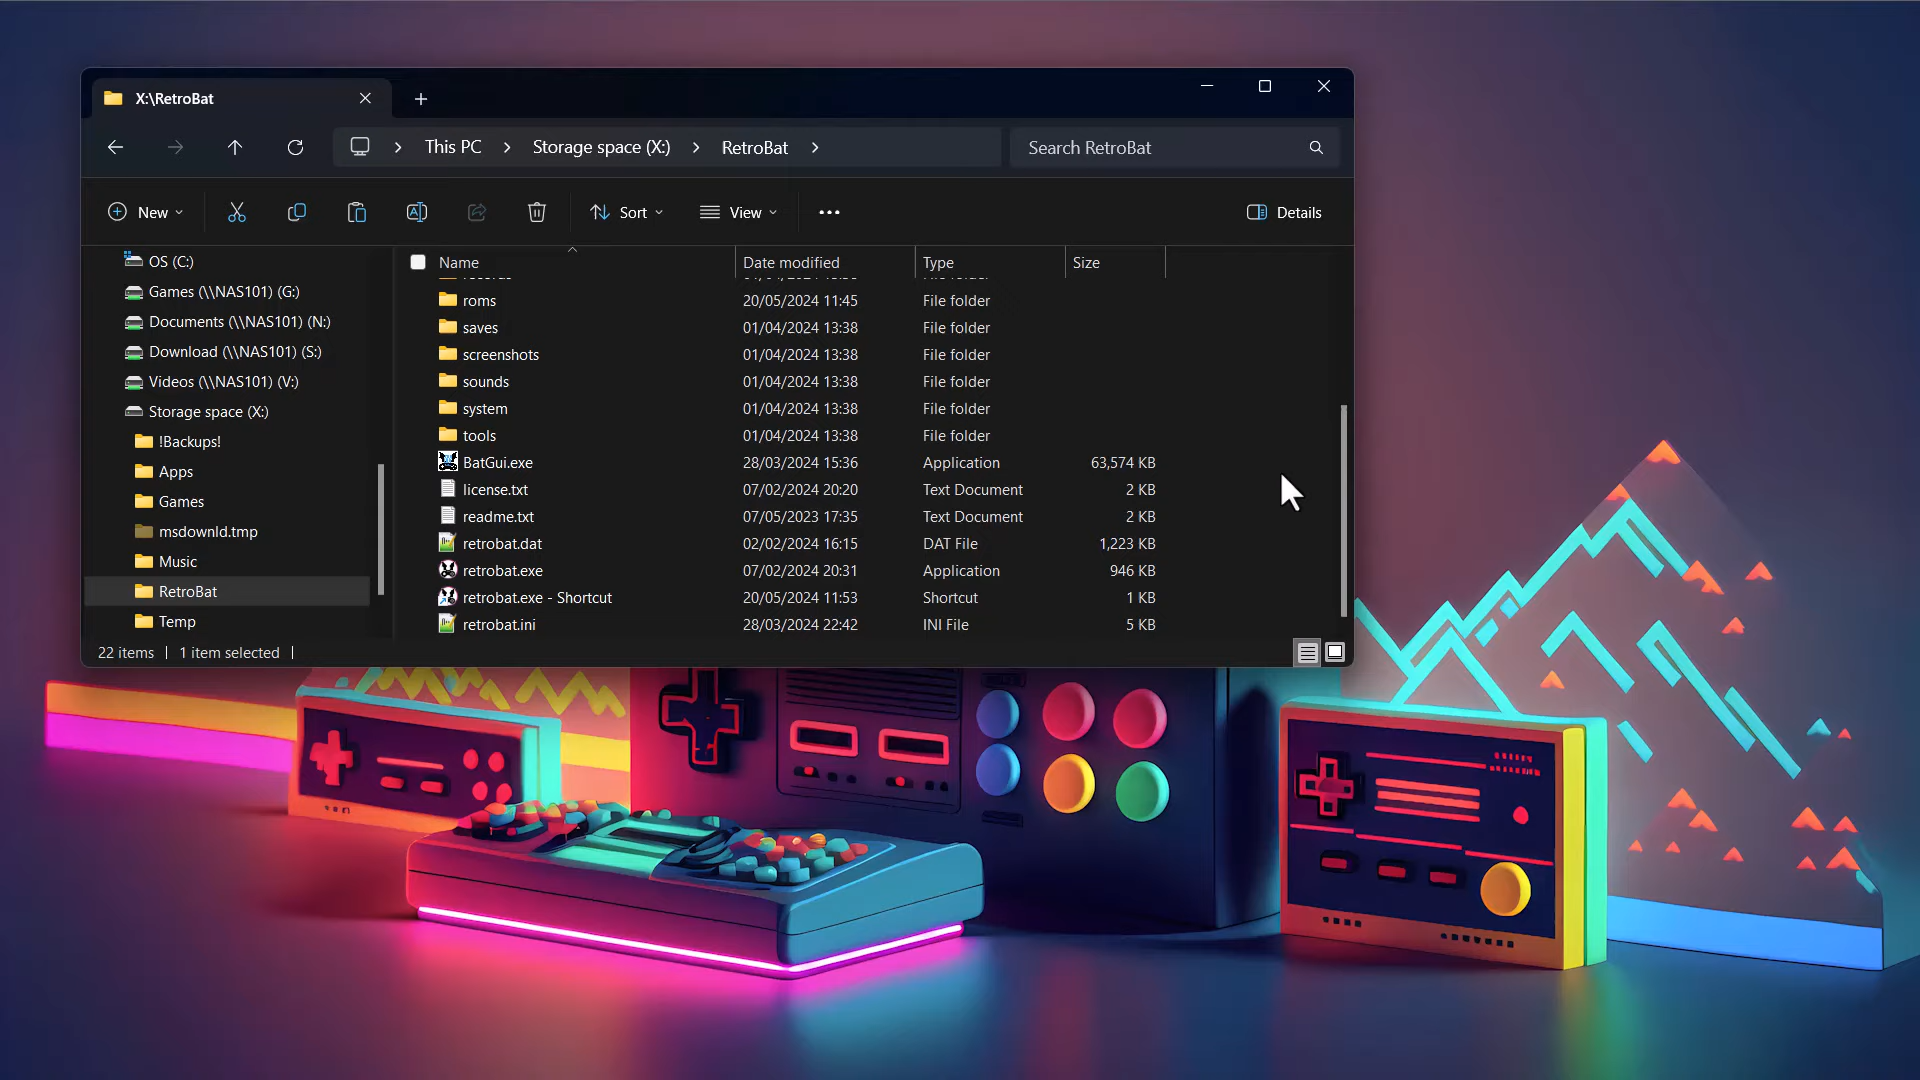 X:\RetroBat
This PC > Storage space (X:) > RetroBat >
Search RetroBat
New
Sort
View
Details
OS (C:)
Games (\\NAS101) (G:)
Documents (\\NAS101) (N:)
Download (\\NAS101) (S:)
Videos (\\NAS101) (V:)
Storage space (X:)
!Backups!
Apps
Games
msdownld.tmp
Music
RetroBat
Temp
Name Date modified Type Size
roms 20/05/2024 11:45 File folder
saves 01/04/2024 13:38 File folder
screenshots 01/04/2024 13:38 File folder
sounds 01/04/2024 13:38 File folder
system 01/04/2024 13:38 File folder
tools 01/04/2024 13:38 File folder
BatGui.exe 28/03/2024 15:36 Application 63,574 KB
license.txt 07/02/2024 20:20 Text Document 2 KB
readme.txt 07/05/2023 17:35 Text Document 2 KB
retrobat.dat 02/02/2024 16:15 DAT File 1,223 KB
retrobat.exe 07/02/2024 20:31 Application 946 KB
retrobat.exe - Shortcut 20/05/2024 11:53 Shortcut 1 KB
retrobat.ini 28/03/2024 22:42 INI File 5 KB
22 items | 1 item selected |